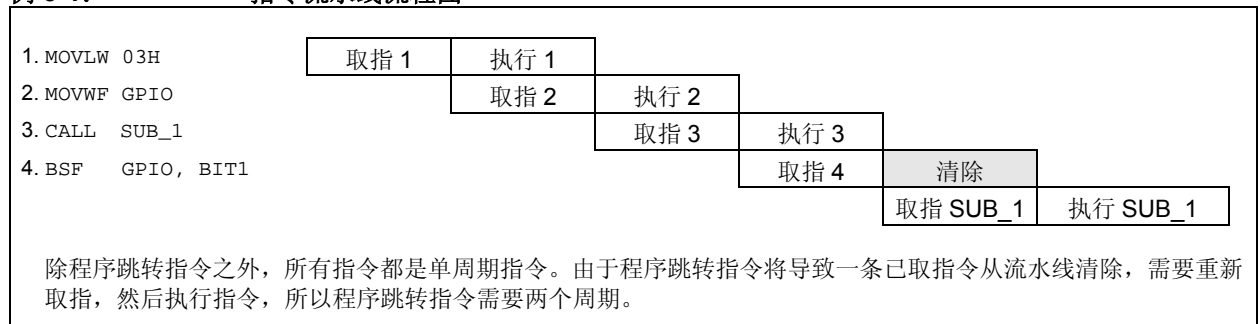 1. MOVLW 03H 取指 1 执行 1
2. MOVWF GPIO 取指 2 执行 2
3. CALL SUB_1 取指 3 执行 3
4. BSF GPIO, BIT1 取指 4 清除
取指 SUB_1 执行 SUB_1
除程序跳转指令之外，所有指令都是单周期指令。由于程序跳转指令将导致一条已取指令从流水线清除，需要重新
取指，然后执行指令，所以程序跳转指令需要两个周期。